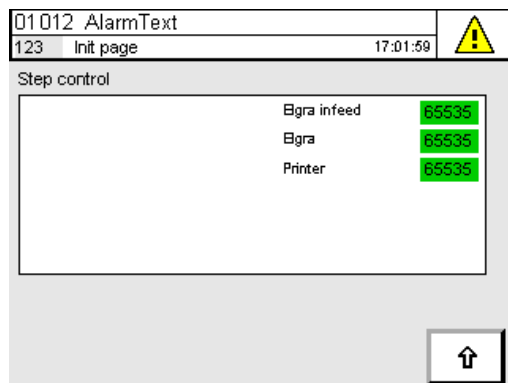 01012 AlarmText
123 Init page 17:01:59
Step control
Elgra infeed 65535
Elgra 65535
Printer 65535